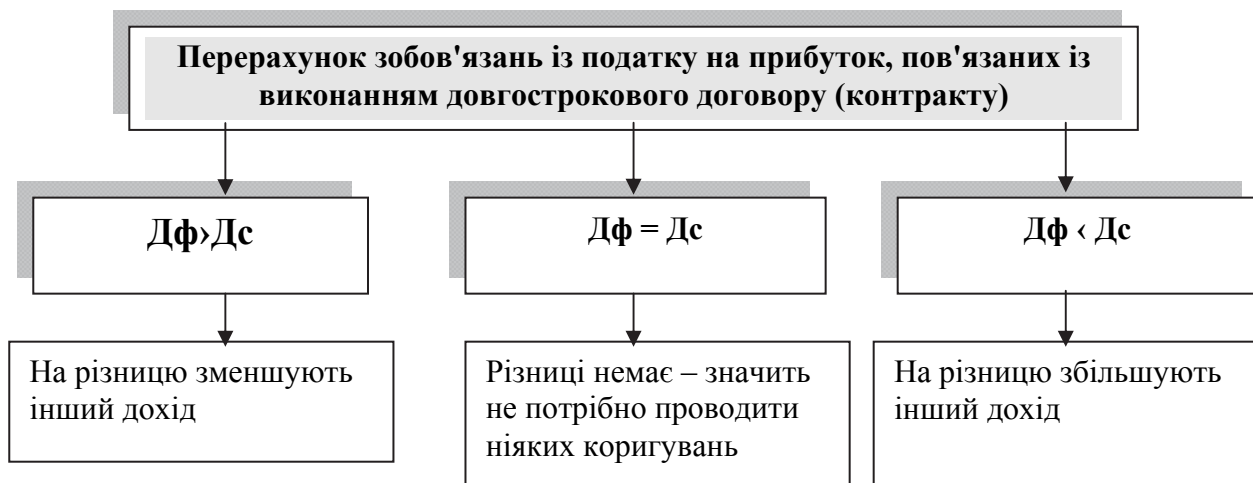 Перерахунок зобов'язань із податку на прибуток, пов'язаних із
виконанням довгострокового договору (контракту)
Дф›Дс
Дф = Дс
Дф ‹ Дс
На різницю зменшують
інший дохід
Різниці немає – значить
не потрібно проводити
ніяких коригувань
На різницю збільшують
інший дохід